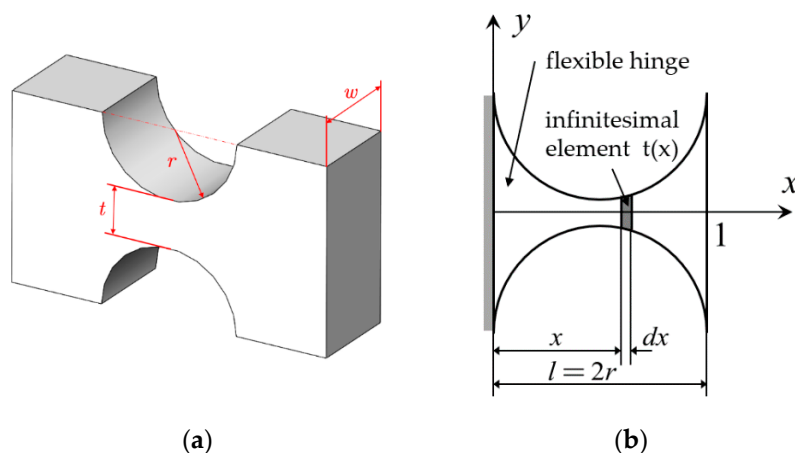 w
r
t
(a)
y
flexible hinge
infinitesimal
element t(x)
x
1
x
dx
l = 2r
(b)